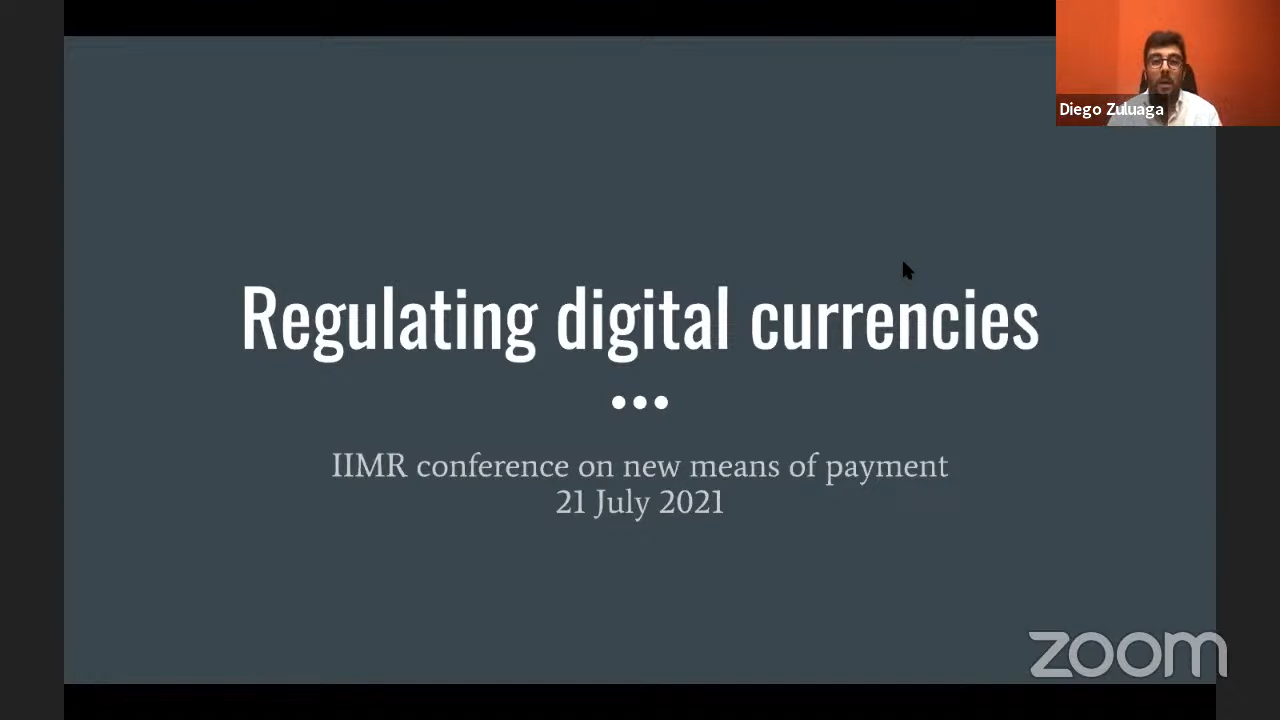 Diego Zuluaga
Regulating digital currencies
IIMR conference on new means of payment
21 July 2021
zoom